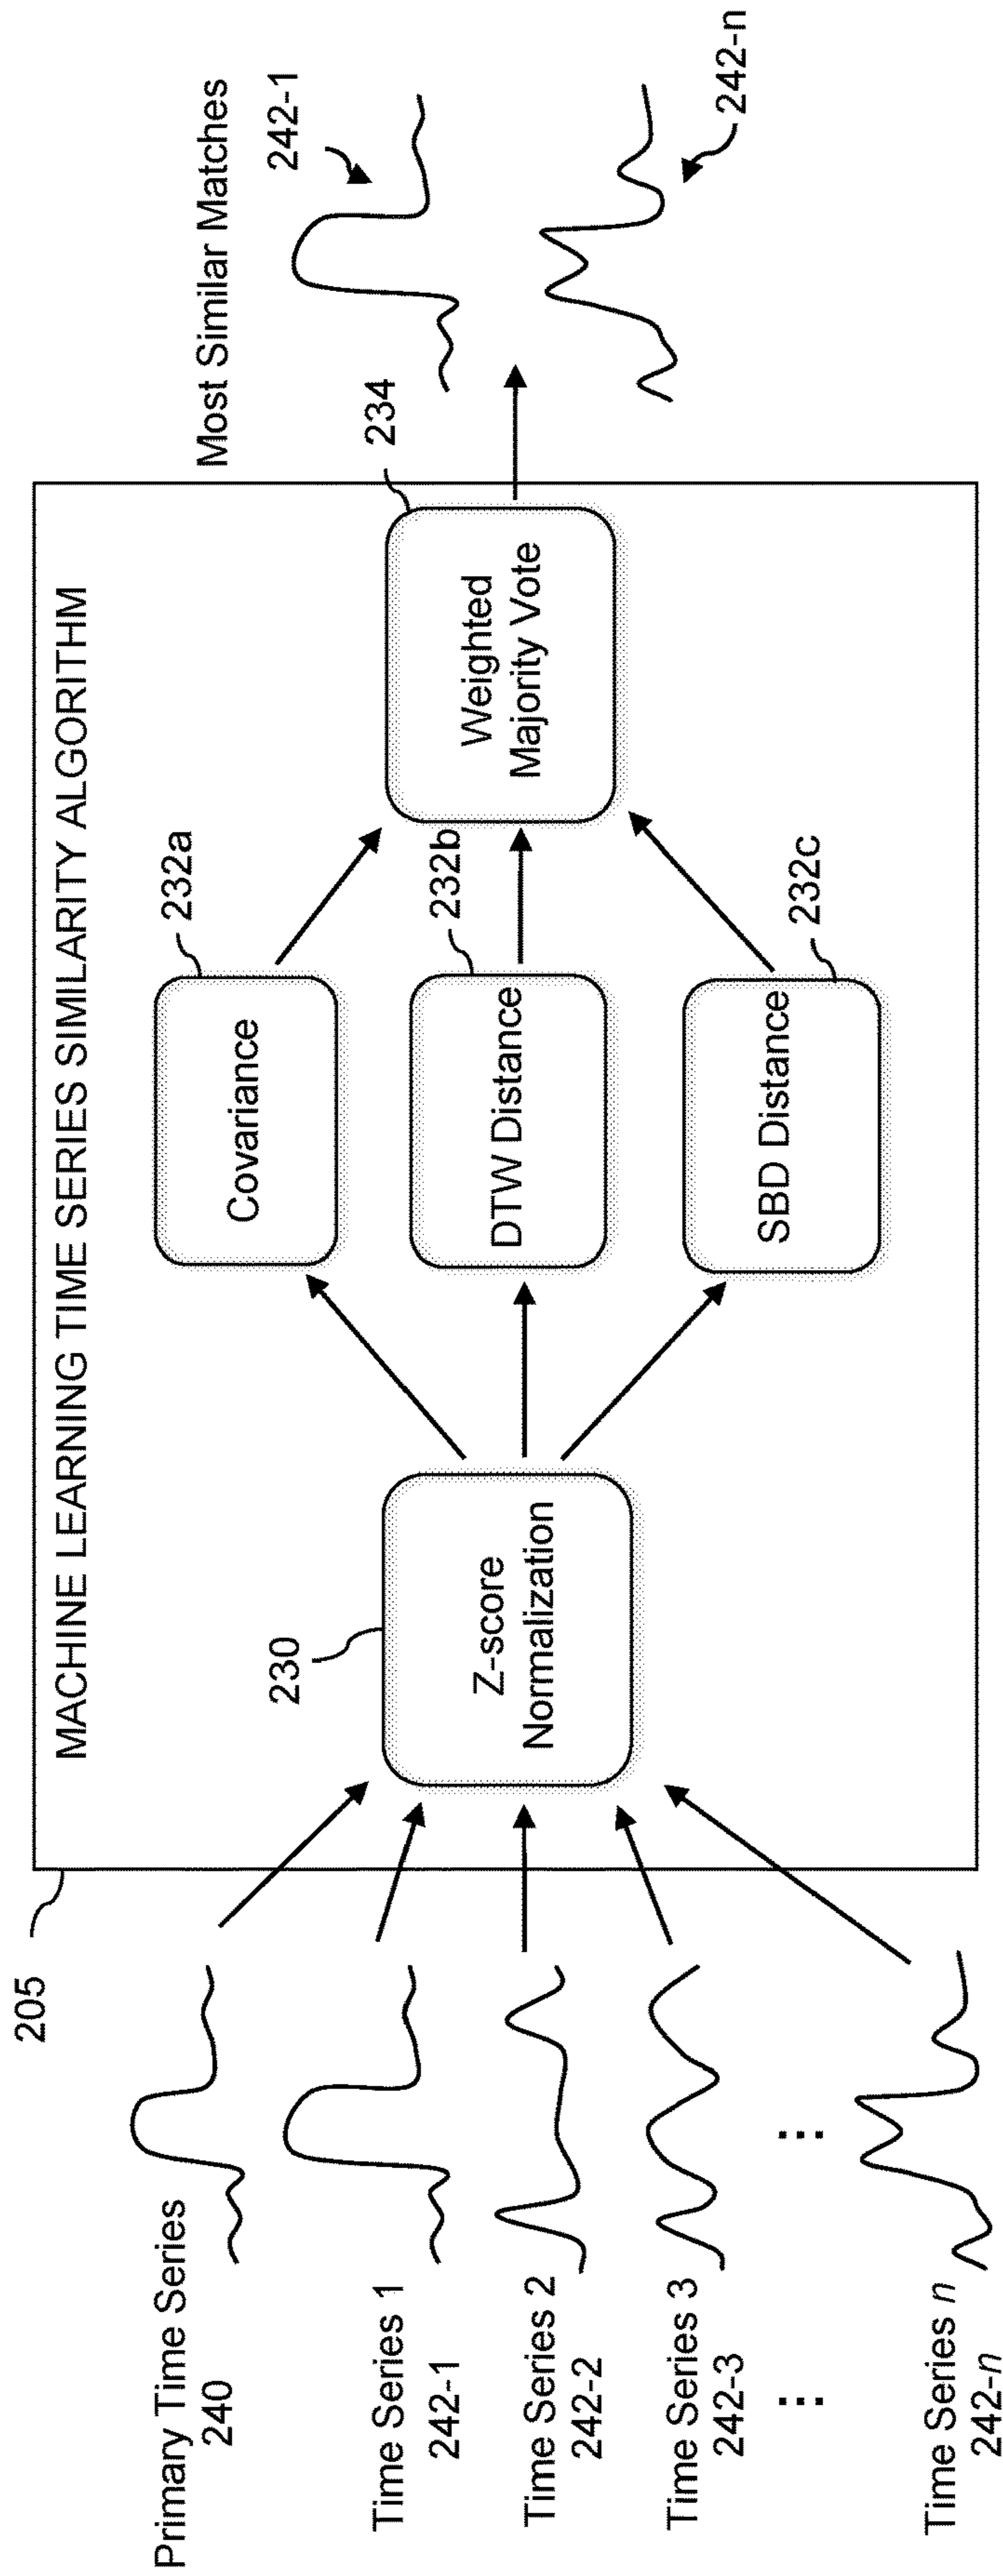 205
MACHINE LEARNING TIME SERIES SIMILARITY ALGORITHM
Primary Time Series
240
Time Series 1
242-1
Time Series 2
242-2
Time Series 3
242-3
⋮
⋮
Time Series n
242-n
230
Z-score
Normalization
232a
Covariance
232b
DTW Distance
232c
SBD Distance
234
Weighted
Majority Vote
Most Similar Matches
242-1
242-n